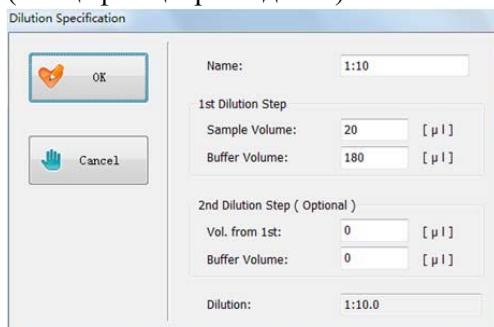 Dilution Specification
OK
Cancel
Name: 1:10
1st Dilution Step
Sample Volume: 20 [ µl ]
Buffer Volume: 180 [ µl ]
2nd Dilution Step ( Optional )
Vol. from 1st: 0 [ µl ]
Buffer Volume: 0 [ µl ]
Dilution: 1:10.0